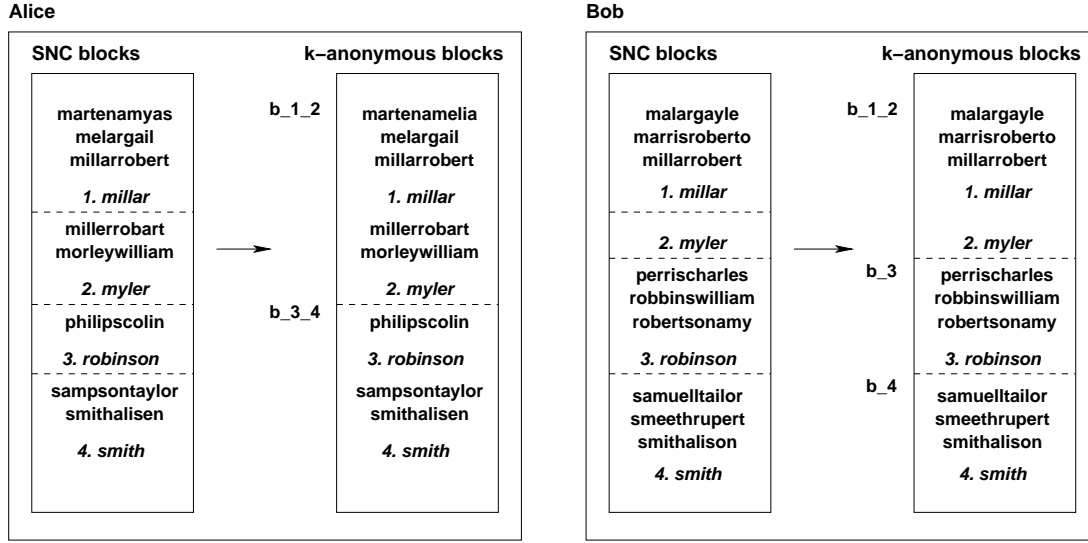 Alice
SNC blocks
martenamyas
melargail
millarrobert
1. millar
millerrobart
morleywilliam
2. myler
philipscolin
3. robinson
sampsontaylor
smithalisen
4. smith
k−anonymous blocks
b_1_2
martenamelia
melargail
millarrobert
1. millar
millerrobart
morleywilliam
2. myler
b_3_4
philipscolin
3. robinson
sampsontaylor
smithalisen
4. smith
Bob
SNC blocks
malargayle
marrisroberto
millarrobert
1. millar
2. myler
perrischarles
robbinswilliam
robertsonamy
3. robinson
samuelltailor
smeethrupert
smithalison
4. smith
k−anonymous blocks
b_1_2
malargayle
marrisroberto
millarrobert
1. millar
2. myler
b_3
perrischarles
robbinswilliam
robertsonamy
3. robinson
b_4
samuelltailor
smeethrupert
smithalison
4. smith